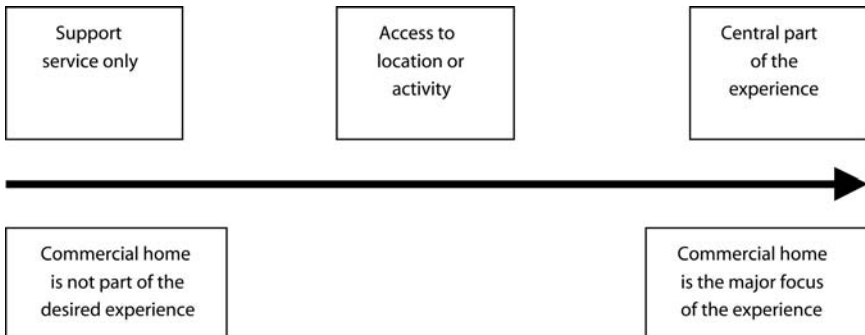 Support
service only
Access to
location or
activity
Central part
of the
experience
Commercial home
is not part of the
desired experience
Commercial home
is the major focus
of the experience